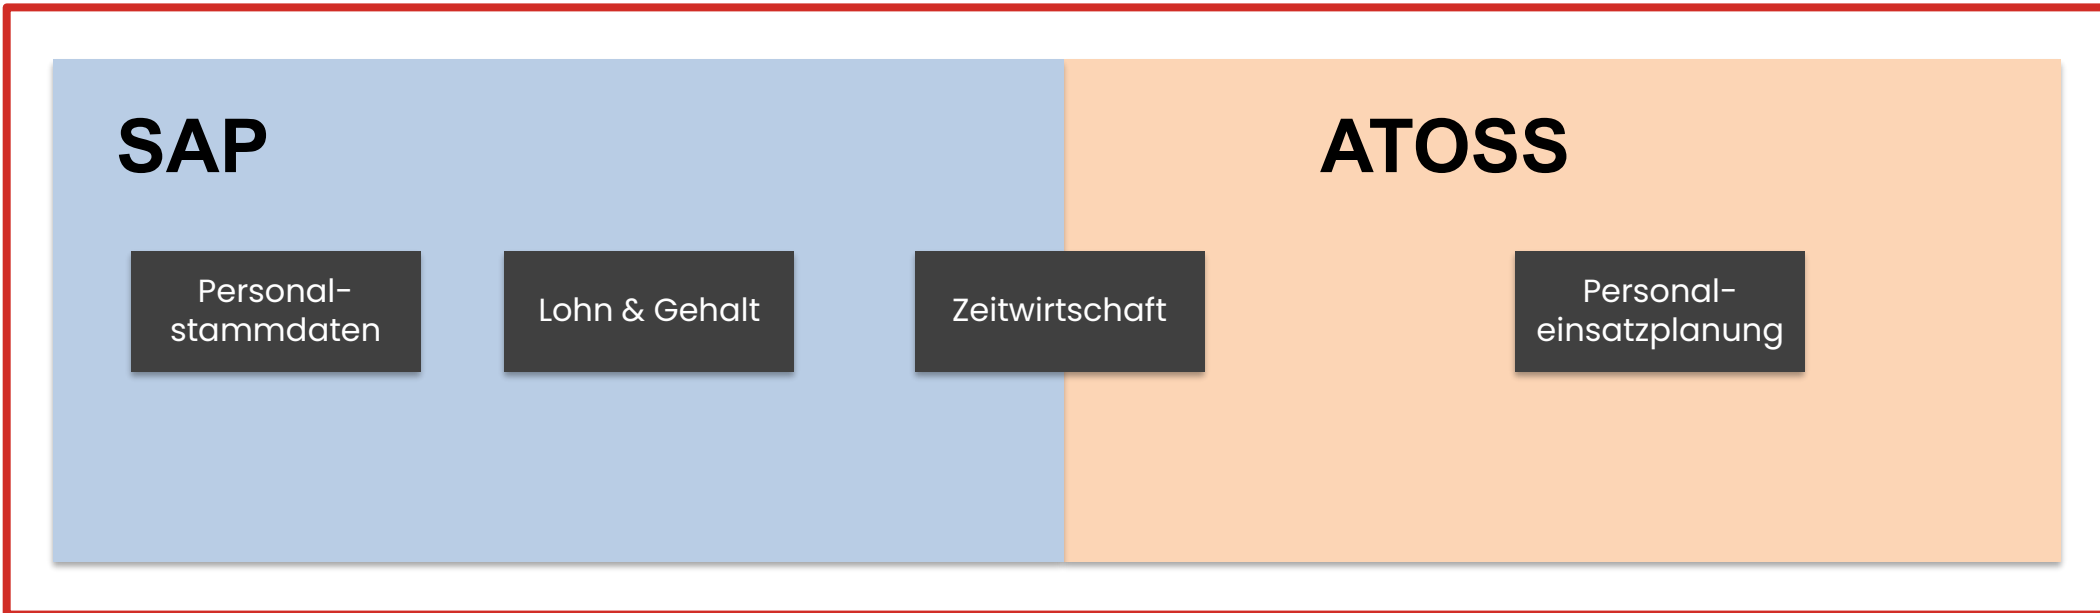 SAP
ATOSS
Personal-
stammdaten
Lohn & Gehalt
Zeitwirtschaft
Personal-
einsatzplanung